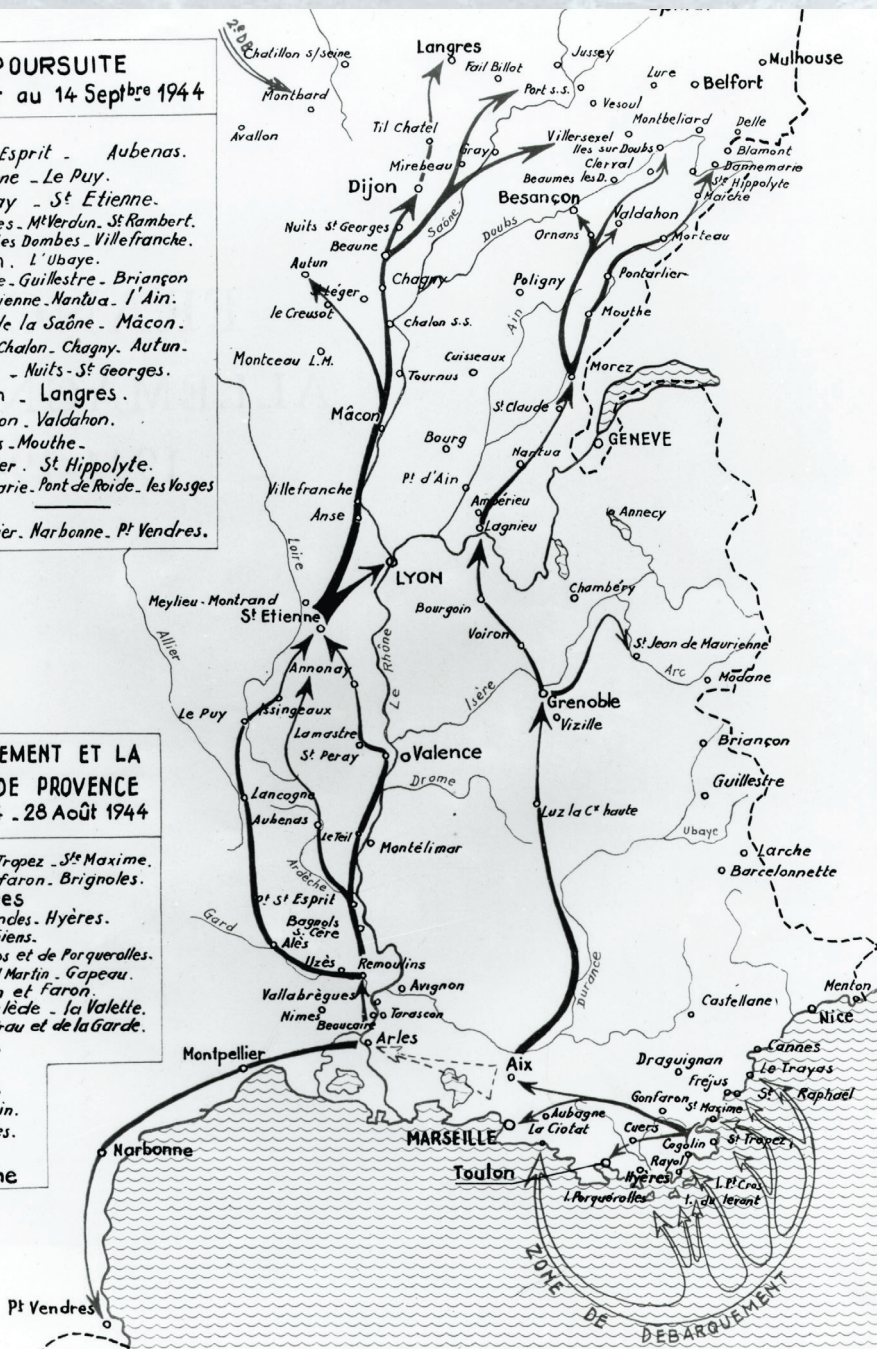 POURSUITE
au 14 Septbre 1944
Esprit - Aubenas.
ne - Le Puy.
ay - St Etienne.
es - Mt Verdun. St Rambert.
les Dombes - Villefranche.
n. L'Ubaye.
e - Guillestre - Briançon
ienne - Nantua - l'Ain.
de la Saône - Mâcon.
Chalon - Chagny - Autun -
- Nuits-St Georges.
n - Langres.
on - Valdahon.
s - Mouthe -
er. St Hippolyte.
arie - Pont de Roide - les Vosges
ier - Narbonne - Pt Vendres.
EMENT ET LA
DE PROVENCE
- 28 Août 1944
Tropez - Ste Maxime.
faron - Brignoles.
es
ndes - Hyères.
iens.
os et de Porquerolles.
Martin - Gapeau.
n et Faron.
lède - la Valette.
rau et de la Garde.
in.
es.
ne
2e DB
Chatillon s/seine
Langres
Fail Billot
Jussey
Mulhouse
Montbard
Port s.s.
Lure
Belfort
Vesoul
Avallon
Til Chatel
Villersexel
Montbeliard
Delle
Mirebeau
Gray
Iles sur Doubs
Blamont
Clerval
Dannemarie
Dijon
Beaumes les D.
Ste Hippolyte
Besançon
Maîche
Nuits St Georges
Saône
Doubs
Valdahon
Beaune
Ornans
Morteau
Autun
Chagny
Poligny
Pontarlier
St Léger
le Creusot
Ain
Mouthe
Chalon s.s.
Montceau L.M.
Cuisseaux
Morez
Tournus
St Claude
Mâcon
GENEVE
Bourg
Nantua
Pt d'Ain
Villefranche
Ambérieu
Anse
Lagnieu
Annecy
Loire
LYON
Chambéry
Meylieu - Montrand
Bourgoin
St Etienne
Allier
Le Rhône
Voiron
St Jean de Maurienne
Annonay
Arc
Modane
Isère
Issingeaux
Grenoble
Le Puy
Vizille
Lamastre
St Peray
Valence
Briançon
Drome
Guillestre
Lancogne
Luz la Cx haute
Aubenas
Le Teil
Ubaye
Montélimar
Larche
Ardèche
Barcelonnette
Pt St Esprit
Gard
Bagnols s. Cère
Alès
Uzès
Remoulins
Durance
Avignon
Vallabrègues
Castellane
Menton
Nimes
Tarascon
Nice
Beaucaire
Arles
Cannes
Montpellier
Aix
Draguignan
Le Trayas
Fréjus
St Raphaël
Gonfaron
St Maxime
Aubagne
La Ciotat
Cuers
MARSEILLE
Cogolin
St Tropez
Narbonne
Rayol
Toulon
Hyères
I. Pt Cros
I. Porquérolles
I. du levant
ZONE DE DEBARQUEMENT
Pt Vendres